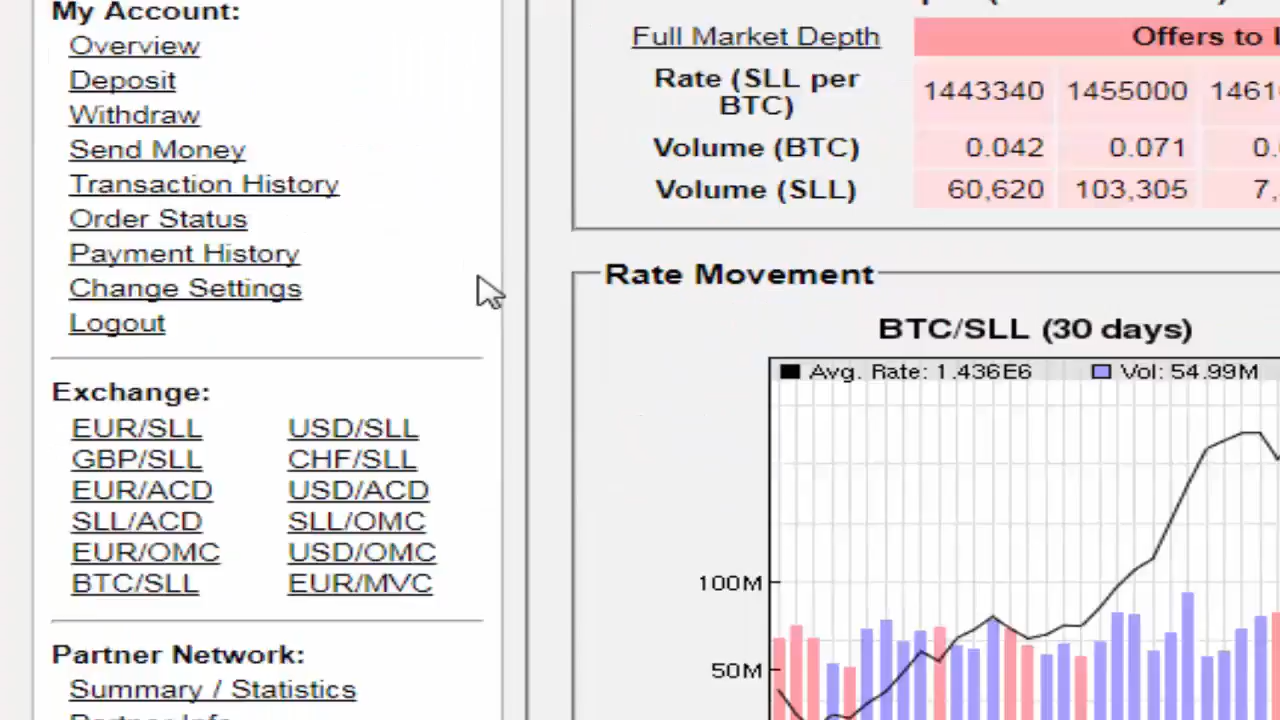 My Account:
Overview
Deposit
Withdraw
Send Money
Transaction History
Order Status
Payment History
Change Settings
Logout
Exchange:
EUR/SLL USD/SLL
GBP/SLL CHF/SLL
EUR/ACD USD/ACD
SLL/ACD SLL/OMC
EUR/OMC USD/OMC
BTC/SLL EUR/MVC
Partner Network:
Summary / Statistics
Full Market Depth Offers to
Rate (SLL per
BTC) 1443340 1455000
Volume (BTC) 0.042 0.071
Volume (SLL) 60,620 103,305
Rate Movement
BTC/SLL (30 days)
Avg. Rate: 1.436E6 Vol: 54.99M
100M
50M